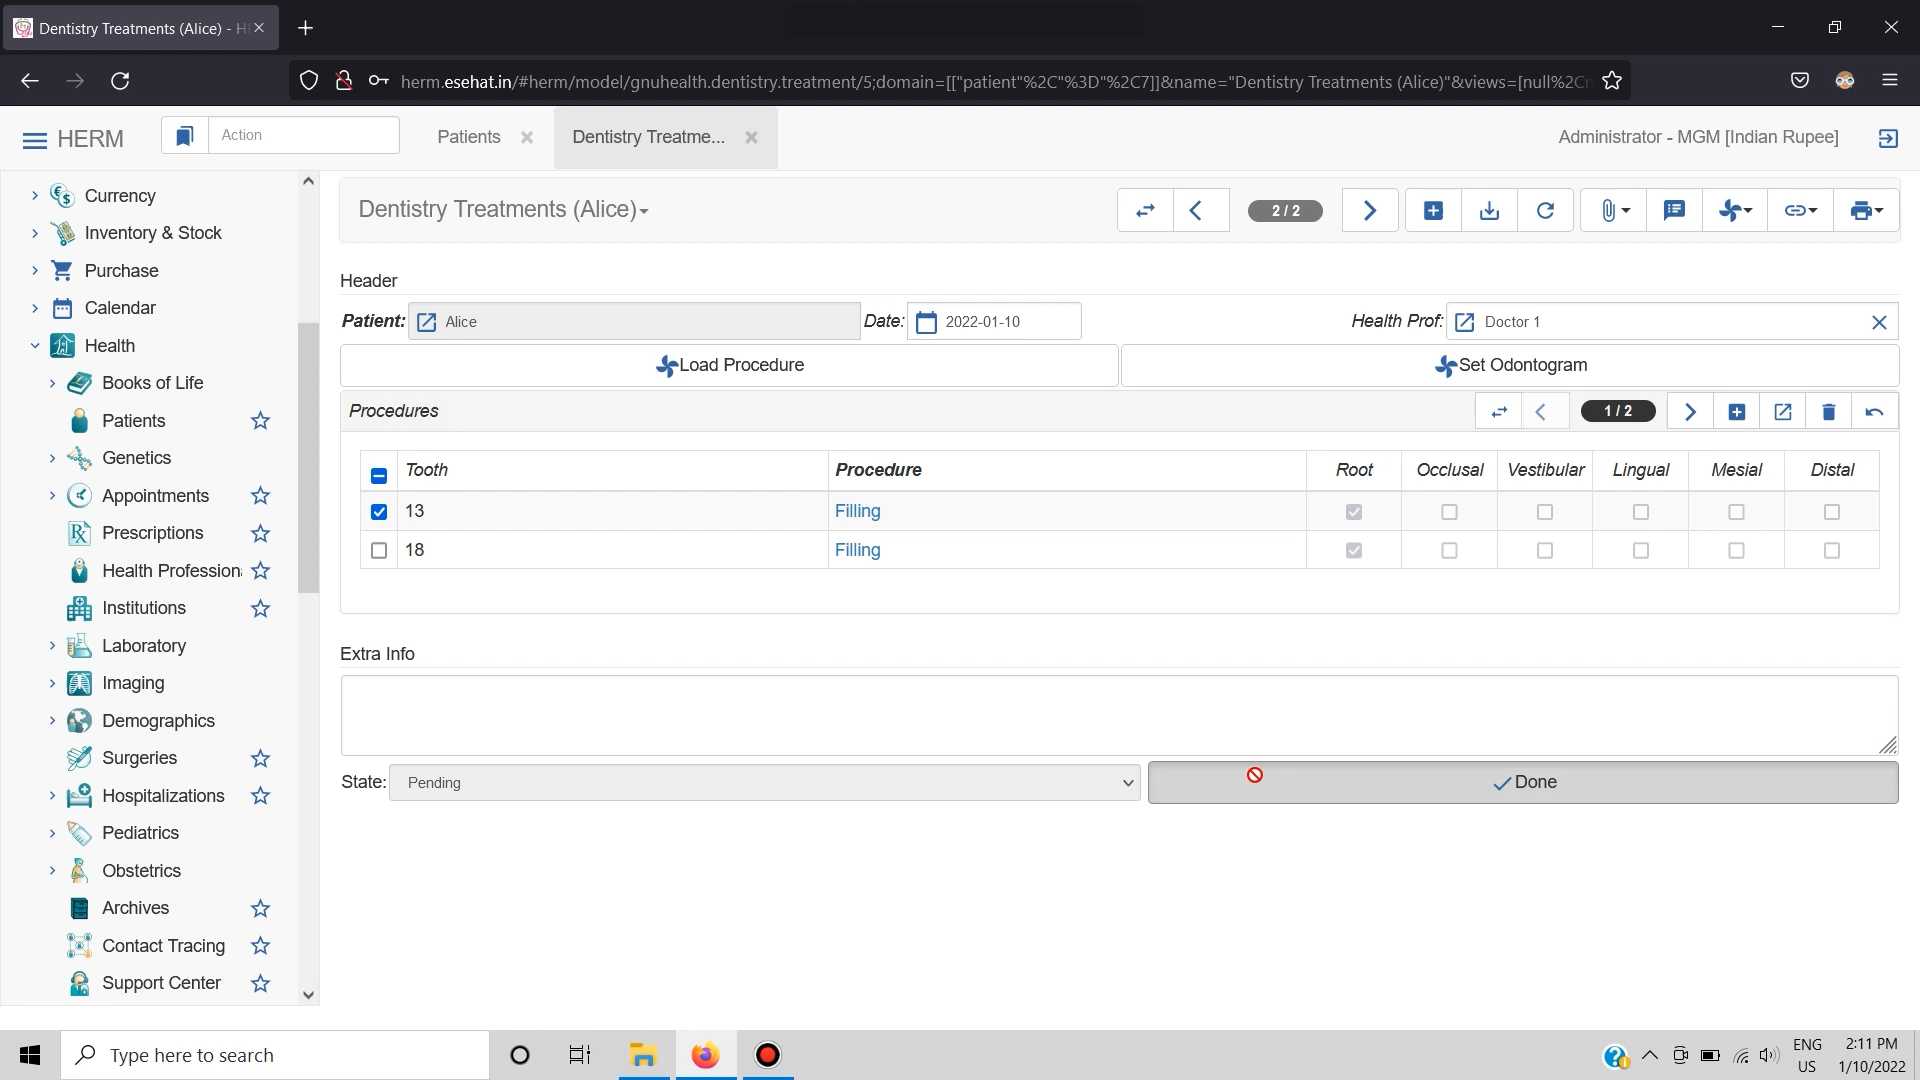 Dentistry Treatments (Alice) - H
herm.esehat.in/#herm/model/gnuhealth.dentistry.treatment/5;domain=[["patient"%2C"%3D"%2C7]]&name="Dentistry Treatments (Alice)"&views=[null%2Cn
HERM
Action
Patients
Dentistry Treatme...
Administrator - MGM [Indian Rupee]
Currency
Inventory & Stock
Purchase
Calendar
Health
Books of Life
Patients
Genetics
Appointments
Prescriptions
Health Profession
Institutions
Laboratory
Imaging
Demographics
Surgeries
Hospitalizations
Pediatrics
Obstetrics
Archives
Contact Tracing
Support Center
Dentistry Treatments (Alice)
2 / 2
Header
Patient: Alice Date: 2022-01-10 Health Prof: Doctor 1
Load Procedure Set Odontogram
Procedures 1 / 2
Tooth Procedure Root Occlusal Vestibular Lingual Mesial Distal
13 Filling
18 Filling
Extra Info
State: Pending Done
Type here to search
ENG
US
2:11 PM
1/10/2022